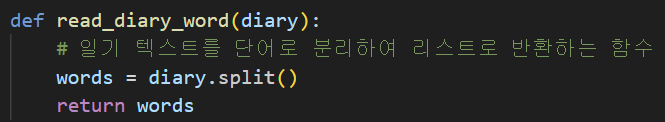 def read_diary_word(diary):
    # 일기 텍스트를 단어로 분리하여 리스트로 반환하는 함수
    words = diary.split()
    return words